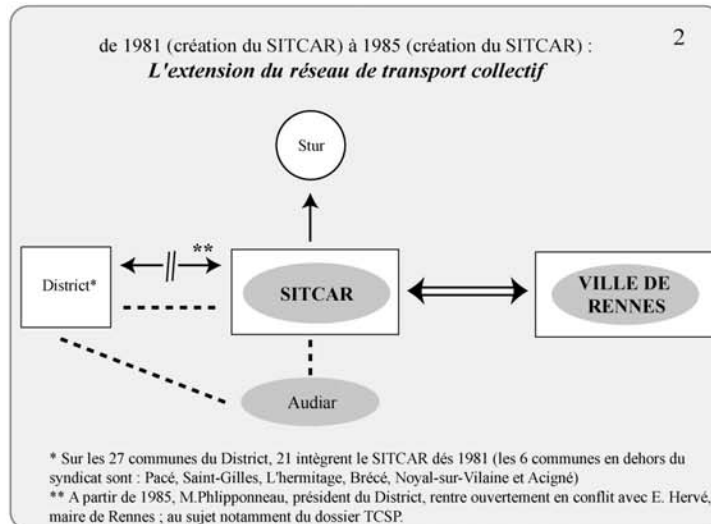 de 1981 (création du SITCAR) à 1985 (création du SITCAR) :
2
L'extension du réseau de transport collectif
Stur
**
District*
SITCAR
VILLE DE
RENNES
Audiar
* Sur les 27 communes du District, 21 intègrent le SITCAR dés 1981 (les 6 communes en dehors du
syndicat sont : Pacé, Saint-Gilles, L'hermitage, Brécé, Noyal-sur-Vilaine et Acigné)
** A partir de 1985, M.Phlipponneau, président du District, rentre ouvertement en conflit avec E. Hervé,
maire de Rennes ; au sujet notamment du dossier TCSP.